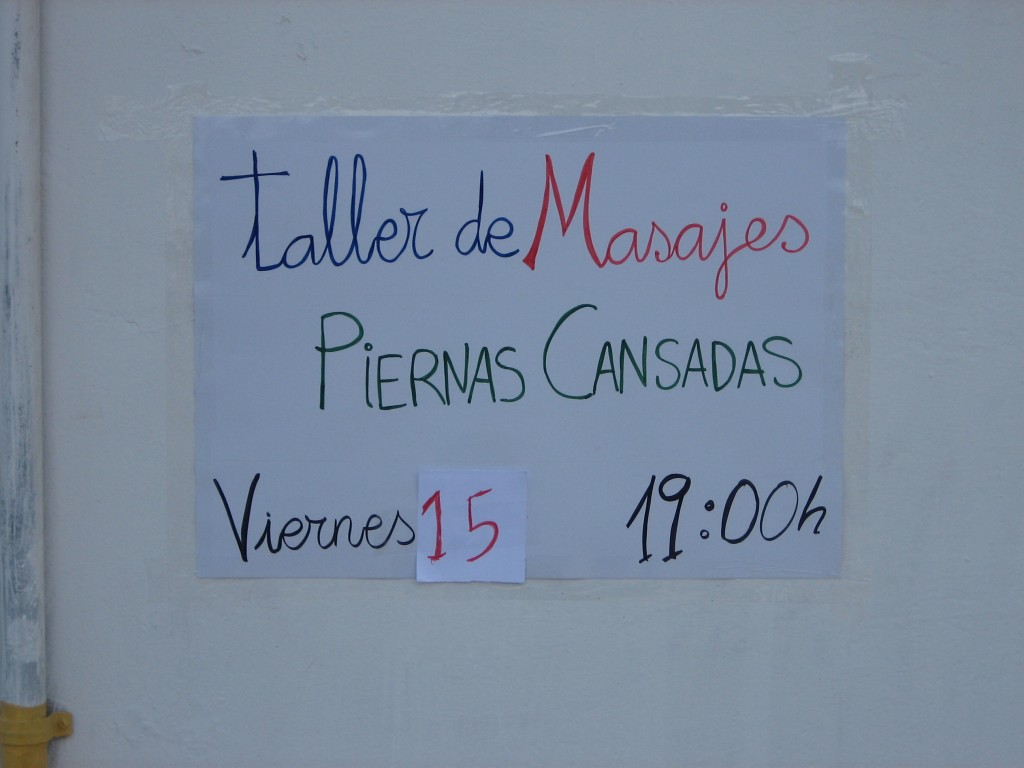 Taller de Masajes
PIERNAS CANSADAS
Viernes 15 19:00h